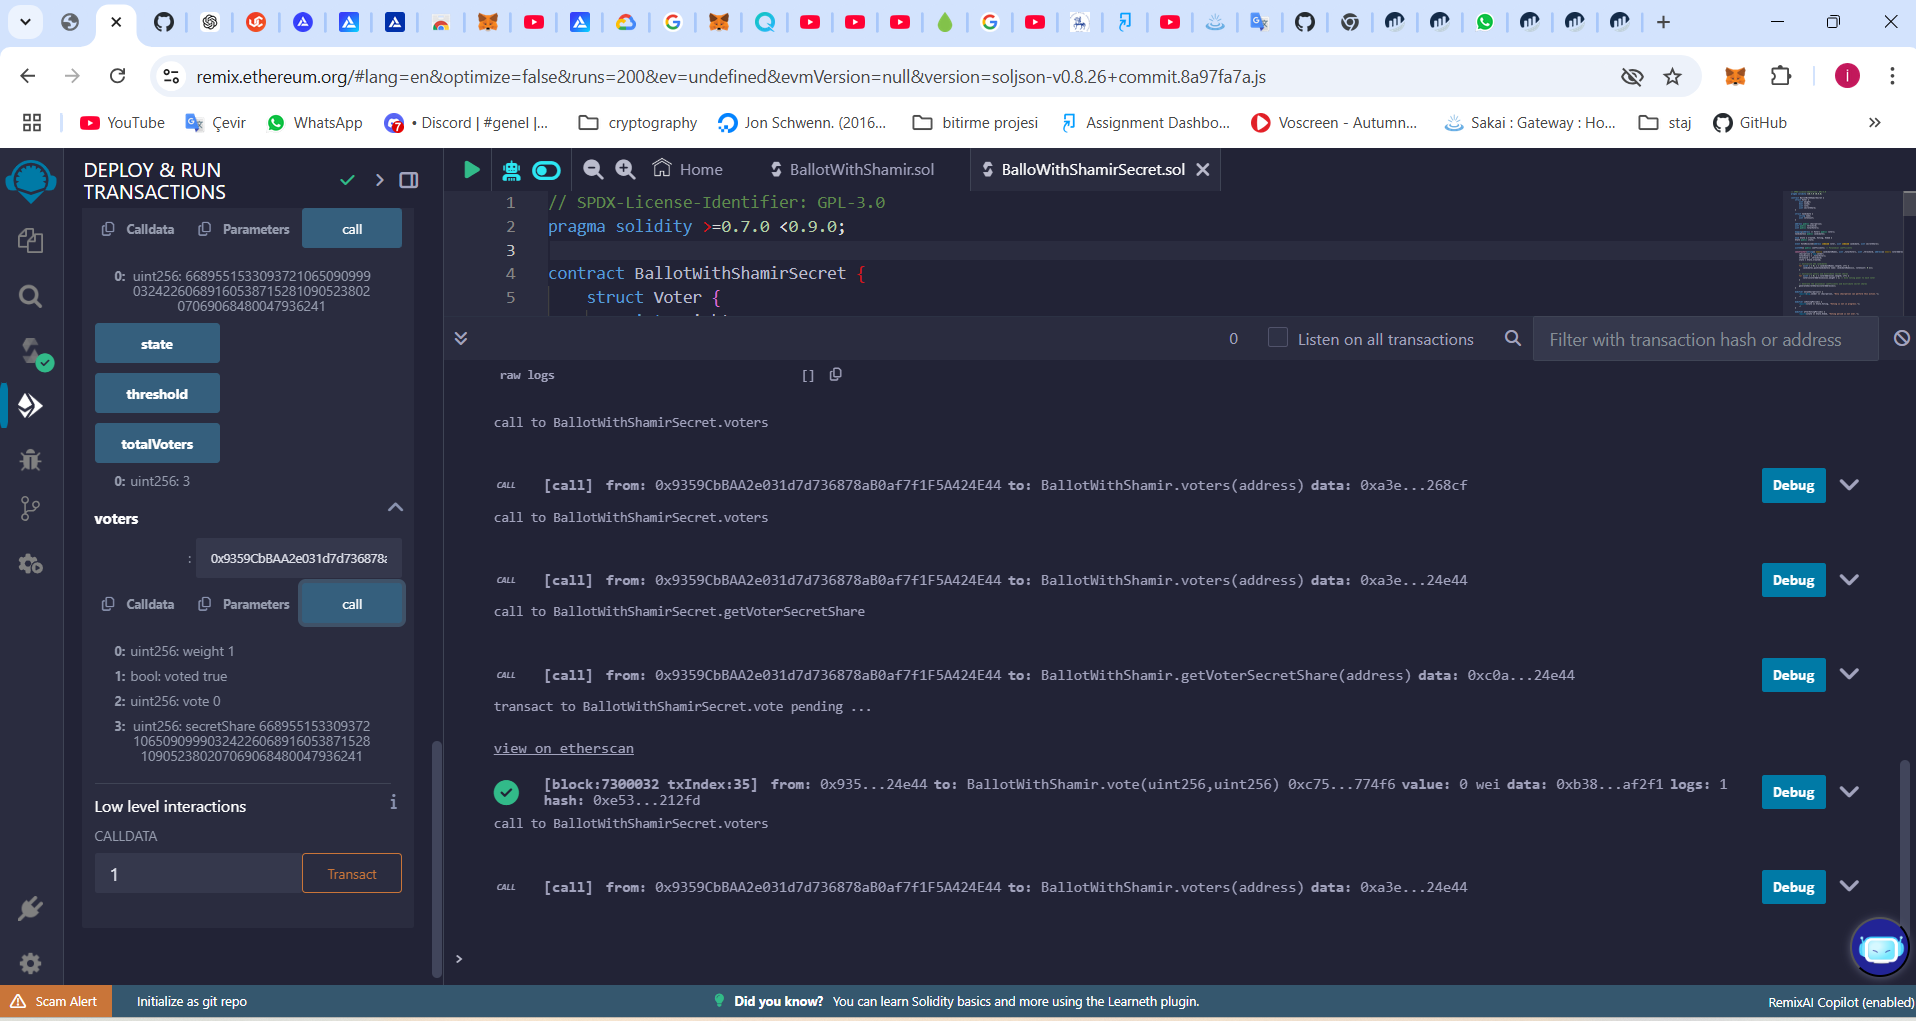 remix.ethereum.org/#lang=en&optimize=false&runs=200&ev=undefined&evmVersion=null&version=soljson-v0.8.26+commit.8a97fa7a.js
i
YouTube Çevir WhatsApp 7 • Discord | #genel |... cryptography Jon Schwenn. (2016... bitirme projesi Assignment Dashbo... Voscreen - Autumn... Sakai : Gateway : Ho... staj GitHub
DEPLOY & RUN
TRANSACTIONS
Calldata Parameters call
0: uint256: 6689551533093721065090999
03242260689160538715281090523802
07069068480047936241
state
threshold
totalVoters
0: uint256: 3
voters
: 0x9359CbBAA2e031d7d736878a
Calldata Parameters call
0: uint256: weight 1
1: bool: voted true
2: uint256: vote 0
3: uint256: secretShare 668955153309372
1065090999032422606891605387​1528
109052380207069068480047936241
Low level interactions
CALLDATA
1 Transact
Home BallotWithShamir.sol BalloWithShamirSecret.sol
1 // SPDX-License-Identifier: GPL-3.0
2 pragma solidity >=0.7.0 <0.9.0;
3
4 contract BallotWithShamirSecret {
5 struct Voter {
0 Listen on all transactions Filter with transaction hash or address
raw logs []
call to BallotWithShamirSecret.voters
CALL [call] from: 0x9359CbBAA2e031d7d736878aB0af7f1F5A424E44 to: BallotWithShamir.voters(address) data: 0xa3e...268cf Debug
call to BallotWithShamirSecret.voters
CALL [call] from: 0x9359CbBAA2e031d7d736878aB0af7f1F5A424E44 to: BallotWithShamir.voters(address) data: 0xa3e...24e44 Debug
call to BallotWithShamirSecret.getVoterSecretShare
CALL [call] from: 0x9359CbBAA2e031d7d736878aB0af7f1F5A424E44 to: BallotWithShamir.getVoterSecretShare(address) data: 0xc0a...24e44 Debug
transact to BallotWithShamirSecret.vote pending ...
view on etherscan
[block:7300032 txIndex:35] from: 0x935...24e44 to: BallotWithShamir.vote(uint256,uint256) 0xc75...774f6 value: 0 wei data: 0xb38...af2f1 logs: 1 Debug
hash: 0xe53...212fd
call to BallotWithShamirSecret.voters
CALL [call] from: 0x9359CbBAA2e031d7d736878aB0af7f1F5A424E44 to: BallotWithShamir.voters(address) data: 0xa3e...24e44 Debug
>
Scam Alert Initialize as git repo Did you know? You can learn Solidity basics and more using the Learneth plugin. RemixAI Copilot (enabled)